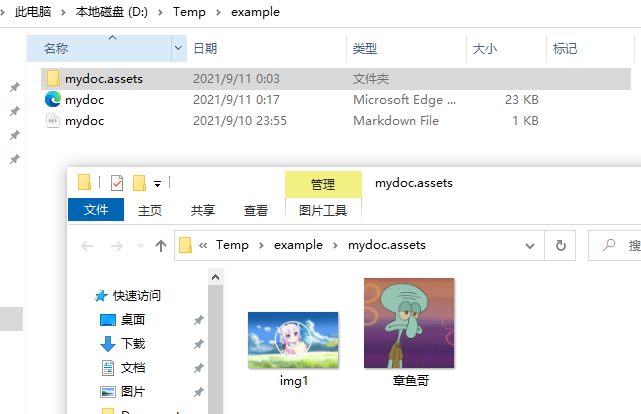 此电脑 › 本地磁盘 (D:) › Temp › example
名称 日期 类型 大小 标记
mydoc.assets 2021/9/11 0:03 文件夹
mydoc 2021/9/11 0:17 Microsoft Edge ... 23 KB
mydoc 2021/9/10 23:55 Markdown File 1 KB
管理 mydoc.assets
文件 主页 共享 查看 图片工具
« Temp › example › mydoc.assets 搜
快速访问
桌面
下载
文档
图片
img1 章鱼哥